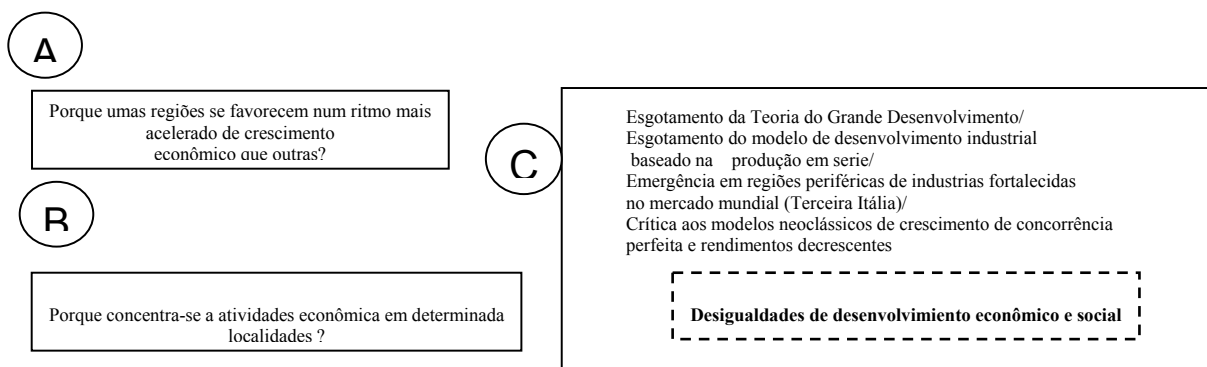 A
Porque umas regiões se favorecem num ritmo mais
acelerado de crescimento
econômico que outras?
B
Porque concentra-se a atividades econômica em determinada
localidades ?
C
Esgotamento da Teoria do Grande Desenvolvimento/
Esgotamento do modelo de desenvolvimento industrial
baseado na produção em serie/
Emergência em regiões periféricas de industrias fortalecidas
no mercado mundial (Terceira Itália)/
Crítica aos modelos neoclássicos de crescimento de concorrência
perfeita e rendimentos decrescentes
Desigualdades de desenvolvimiento econômico e social